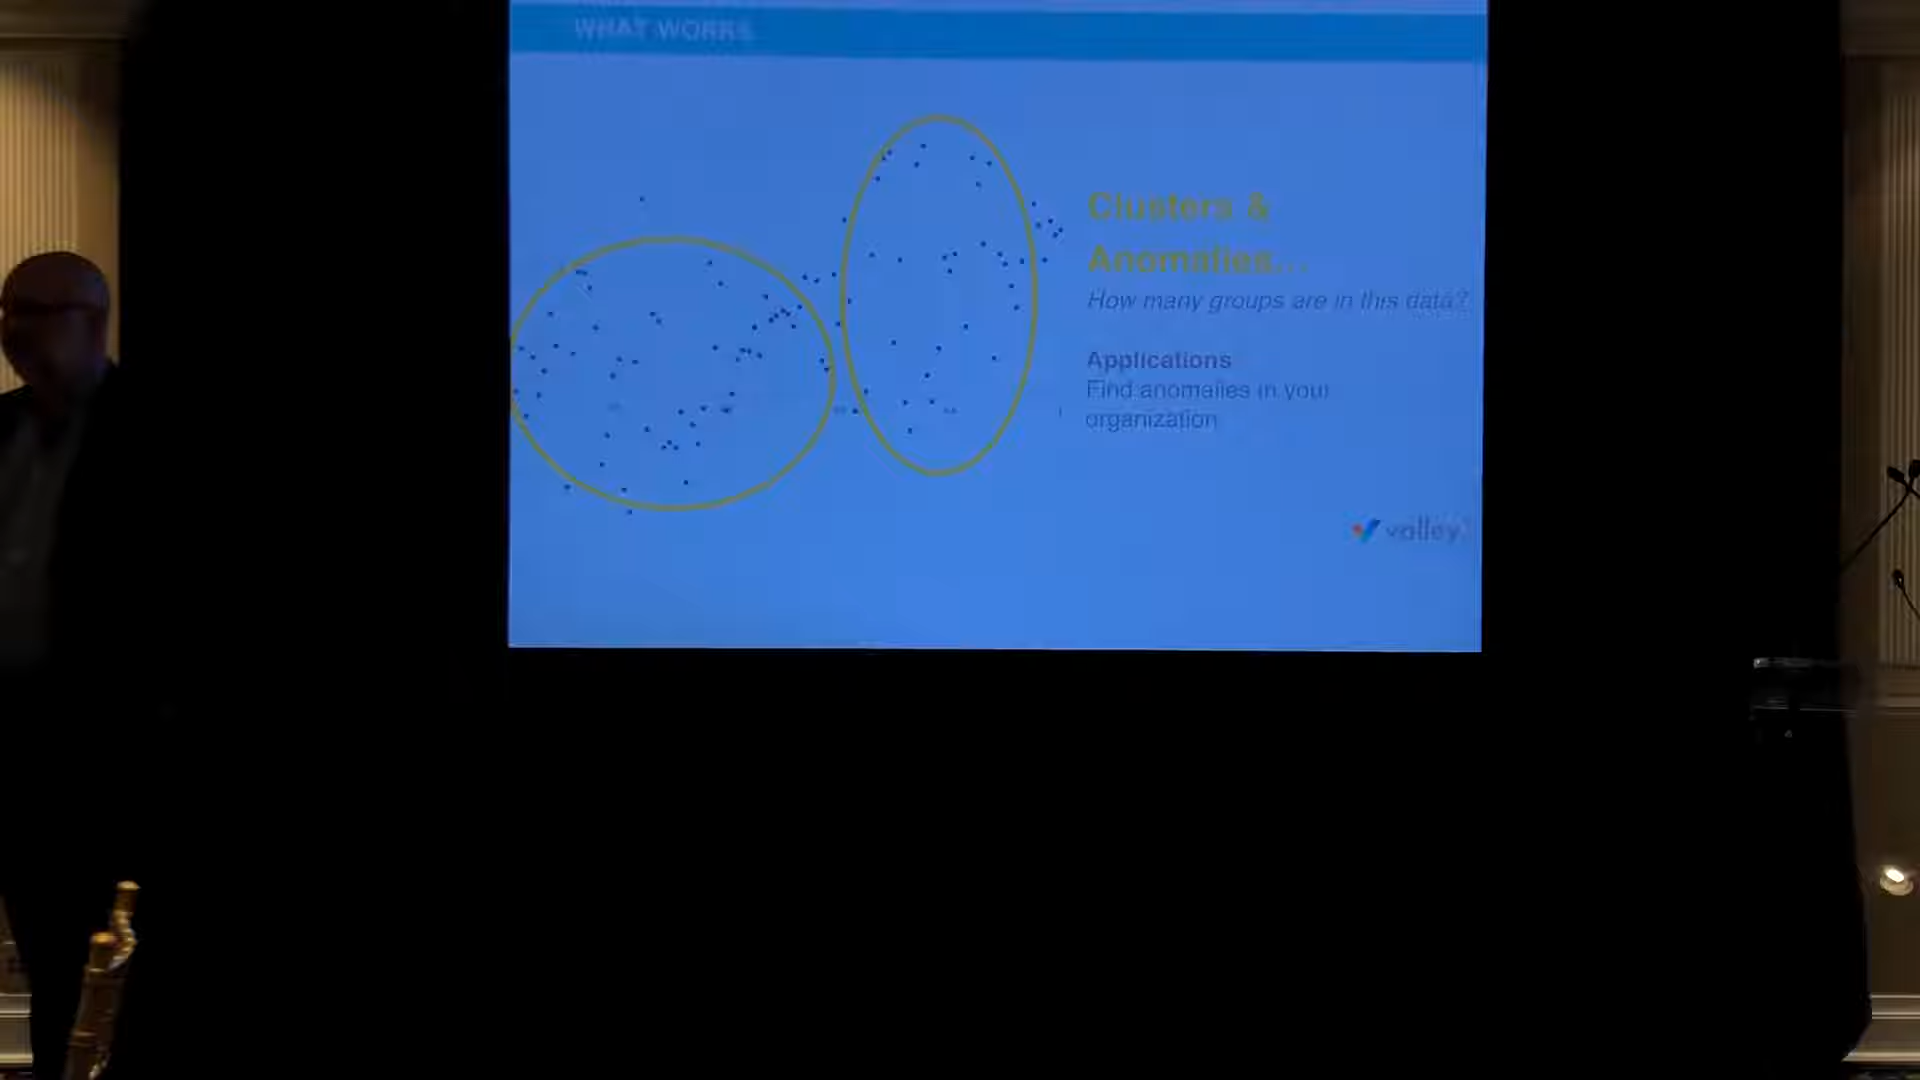 WHAT WORKS
Clusters &
Anomalies...
How many groups are in this data?
Applications
Find anomalies in your
organization
volley